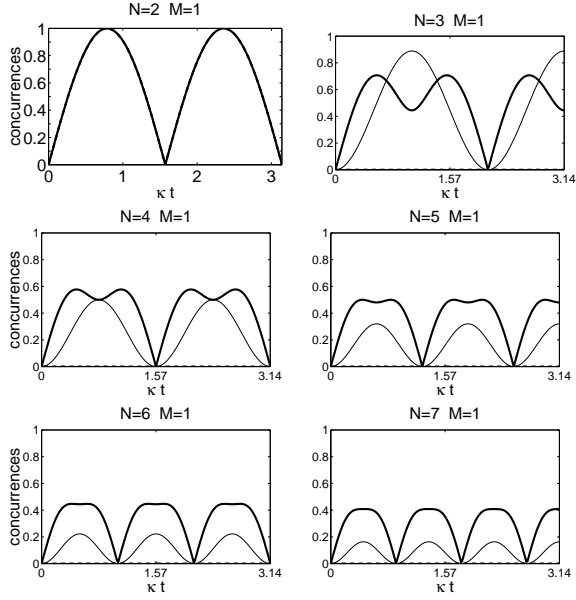 N=2 M=1
concurrences
1
0.8
0.6
0.4
0.2
0
0 1 2 3
κ t
N=3 M=1
1
0.8
0.6
0.4
0.2
0
0 1.57 3.14
κ t
N=4 M=1
concurrences
1
0.8
0.6
0.4
0.2
0
0 1.57 3.14
κ t
N=5 M=1
1
0.8
0.6
0.4
0.2
0
0 1.57 3.14
κ t
N=6 M=1
concurrences
1
0.8
0.6
0.4
0.2
0
0 1.57 3.14
κ t
N=7 M=1
1
0.8
0.6
0.4
0.2
0
0 1.57 3.14
κ t